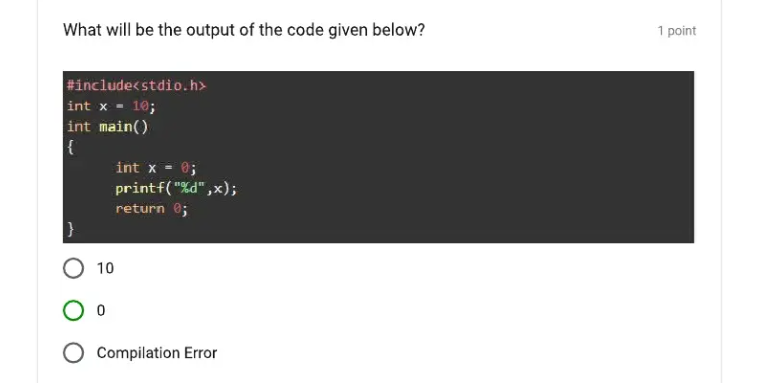 What will be the output of the code given below?
1 point
#include<stdio.h>
int x = 10;
int main()
{
int x = 0;
printf("%d",x);
return 0;
}
10
0
Compilation Error